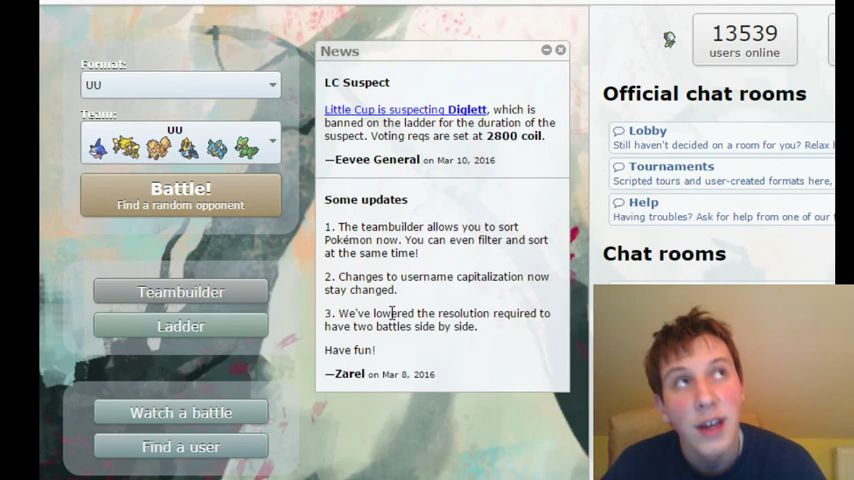 Format:
UU
Team:
UU
Battle!
Find a random opponent
Teambuilder
Ladder
Watch a battle
Find a user
News
LC Suspect
Little Cup is suspecting Diglett, which is
banned on the ladder for the duration of the
suspect. Voting reqs are set at 2800 coil.
—Eevee General on Mar 10, 2016
Some updates
1. The teambuilder allows you to sort
Pokémon now. You can even filter and sort
at the same time!
2. Changes to username capitalization now
stay changed.
3. We've lowered the resolution required to
have two battles side by side.
Have fun!
—Zarel on Mar 8, 2016
13539
users online
Official chat rooms
Lobby
Still haven't decided on a room for you? Relax
Tournaments
Scripted tours and user-created formats here,
Help
Having troubles? Ask for help from one of our
Chat rooms